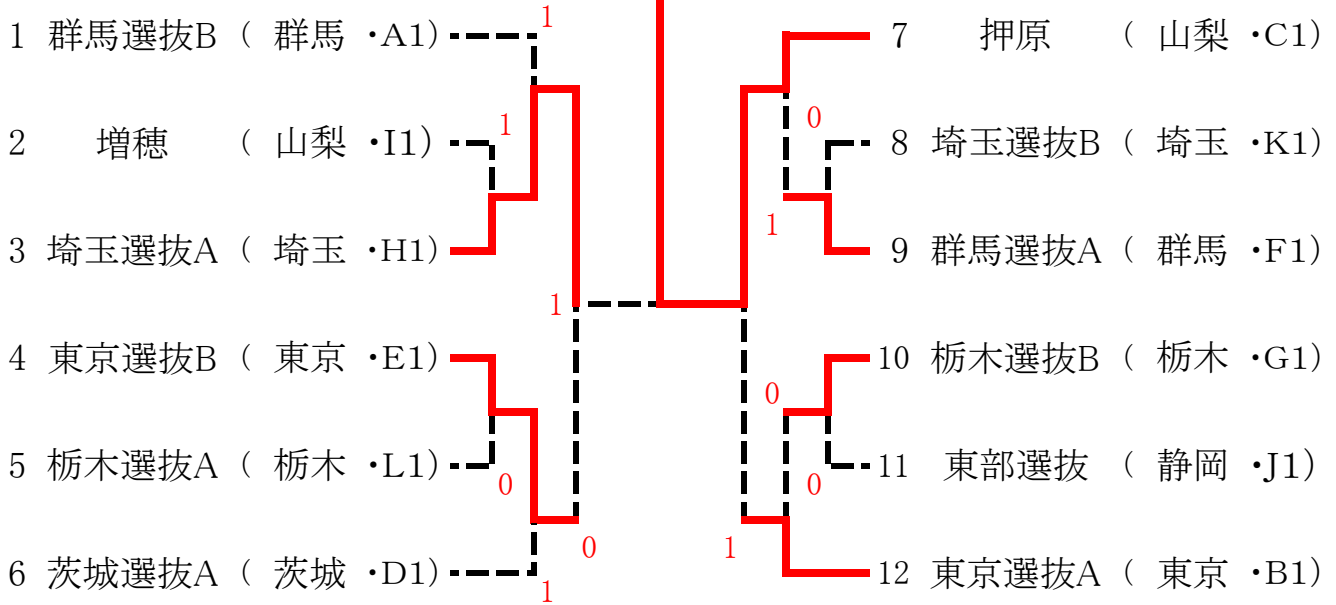 1
1 群馬選抜B ( 群馬 ・A1)
7 押原 ( 山梨 ・C1)
1
0
2 増穂 ( 山梨 ・I1)
8 埼玉選抜B ( 埼玉 ・K1)
1
3 埼玉選抜A ( 埼玉 ・H1)
9 群馬選抜A ( 群馬 ・F1)
1
4 東京選抜B ( 東京 ・E1)
10 栃木選抜B ( 栃木 ・G1)
0
5 栃木選抜A ( 栃木 ・L1)
11 東部選抜 ( 静岡 ・J1)
0
0
0
1
6 茨城選抜A ( 茨城 ・D1)
12 東京選抜A ( 東京 ・B1)
1